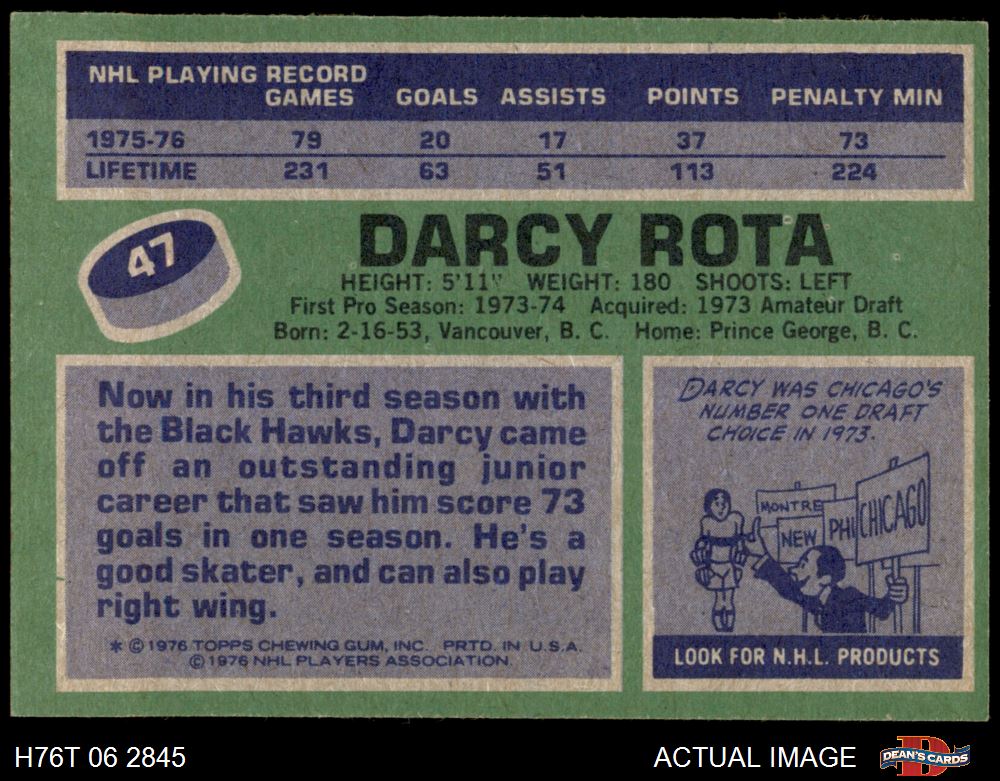 NHL PLAYING RECORD
GAMES GOALS ASSISTS POINTS PENALTY MIN
1975-76 79 20 17 37 73
LIFETIME 231 63 51 113 224
47
DARCY ROTA
HEIGHT: 5'11" WEIGHT: 180 SHOOTS: LEFT
First Pro Season: 1973-74 Acquired: 1973 Amateur Draft
Born: 2-16-53, Vancouver, B. C. Home: Prince George, B. C.
Now in his third season with
the Black Hawks, Darcy came
off an outstanding junior
career that saw him score 73
goals in one season. He's a
good skater, and can also play
right wing.
* © 1976 TOPPS CHEWING GUM, INC. PRTD. IN U.S.A.
© 1976 NHL PLAYERS ASSOCIATION.
DARCY WAS CHICAGO'S
NUMBER ONE DRAFT
CHOICE IN 1973.
MONTRE
NEW
PHI
CHICAGO
LOOK FOR N.H.L. PRODUCTS
H76T 06 2845
ACTUAL IMAGE
D
DEAN'S CARDS